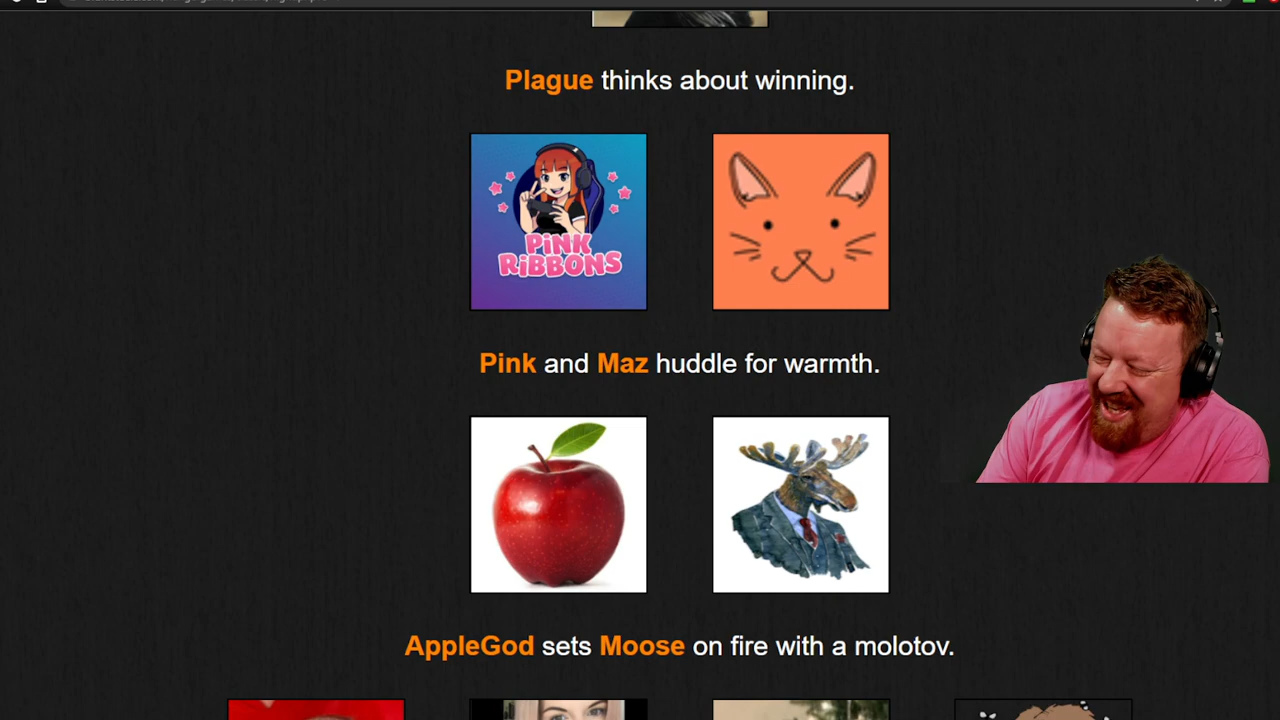 Plague thinks about winning.
PiNK
RiBBONS
Pink and Maz huddle for warmth.
AppleGod sets Moose on fire with a molotov.